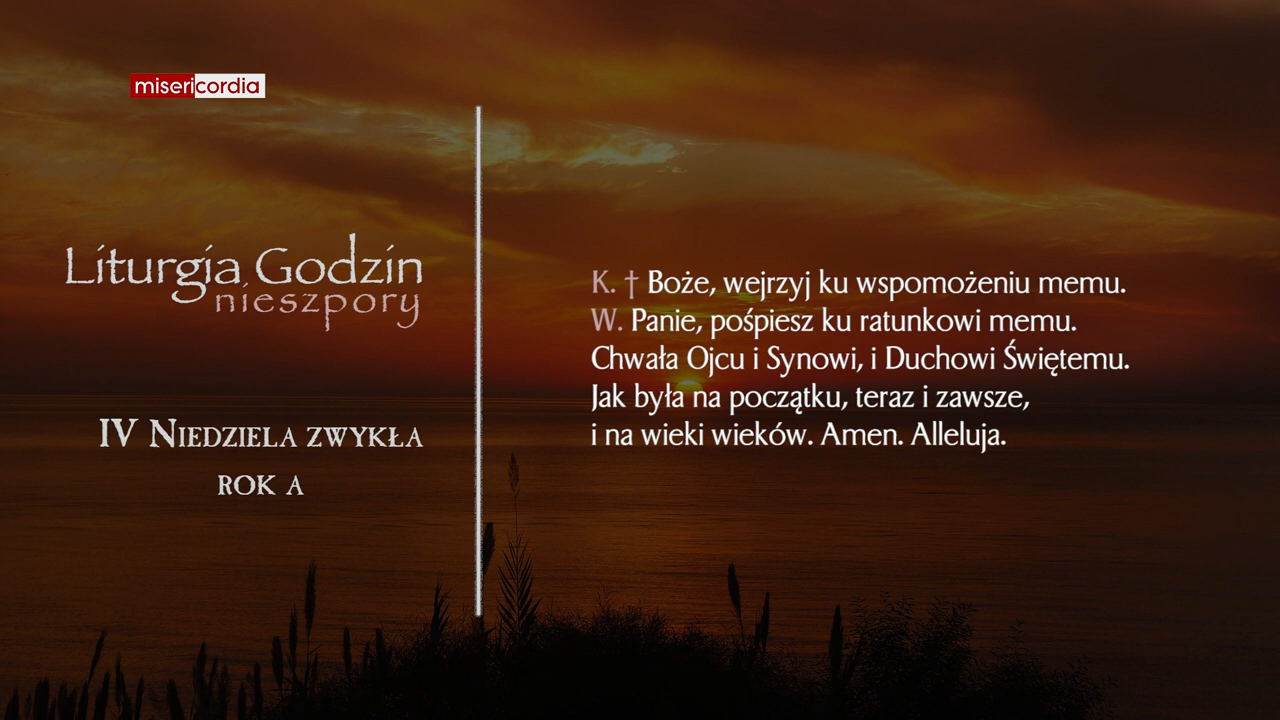 misericordia
Liturgia Godzin
nieszpory
IV Niedziela zwykła
rok A
K. † Boże, wejrzyj ku wspomożeniu memu.
W. Panie, pośpiesz ku ratunkowi memu.
Chwała Ojcu i Synowi, i Duchowi Świętemu.
Jak była na początku, teraz i zawsze,
i na wieki wieków. Amen. Alleluja.